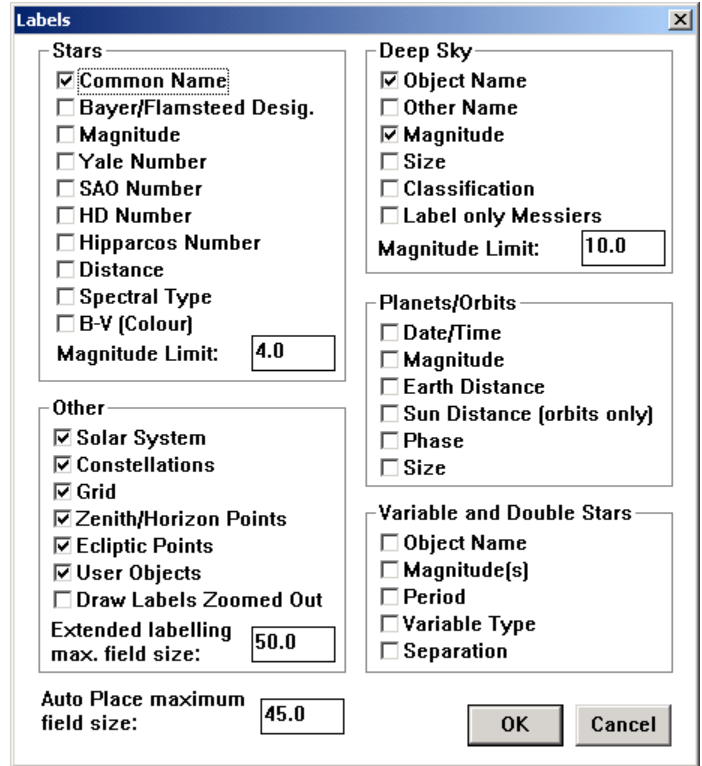 Labels
Stars
Common Name
Bayer/Flamsteed Desig.
Magnitude
Yale Number
SAO Number
HD Number
Hipparcos Number
Distance
Spectral Type
B-V (Colour)
Magnitude Limit: 4.0
Other
Solar System
Constellations
Grid
Zenith/Horizon Points
Ecliptic Points
User Objects
Draw Labels Zoomed Out
Extended labelling
max. field size: 50.0
Auto Place maximum
field size: 45.0
Deep Sky
Object Name
Other Name
Magnitude
Size
Classification
Label only Messiers
Magnitude Limit: 10.0
Planets/Orbits
Date/Time
Magnitude
Earth Distance
Sun Distance (orbits only)
Phase
Size
Variable and Double Stars
Object Name
Magnitude(s)
Period
Variable Type
Separation
OK Cancel